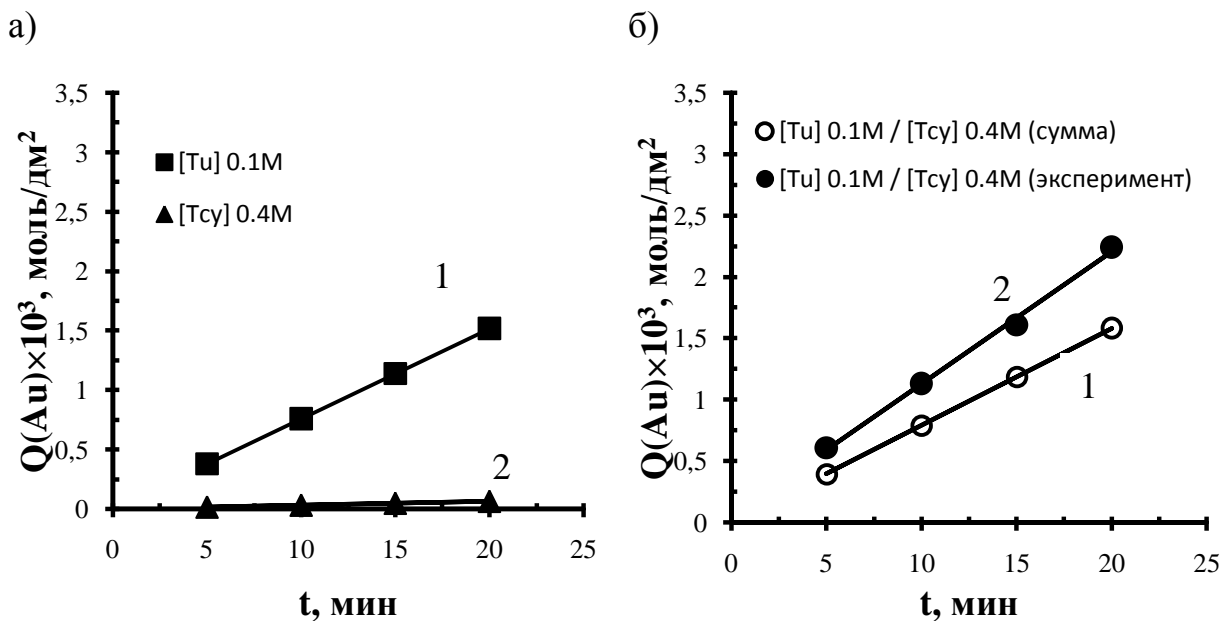 а)
Q(Au)×10³, моль/дм²
3,5
3
2,5
2
1,5
1
0,5
0
[Tu] 0.1M
[Tcy] 0.4M
1
2
0 5 10 15 20 25
t, мин
б)
Q(Au)×10³, моль/дм²
3,5
3
2,5
2
1,5
1
0,5
0
[Tu] 0.1M / [Tcy] 0.4M (сумма)
[Tu] 0.1M / [Tcy] 0.4M (эксперимент)
2
1
0 5 10 15 20 25
t, мин